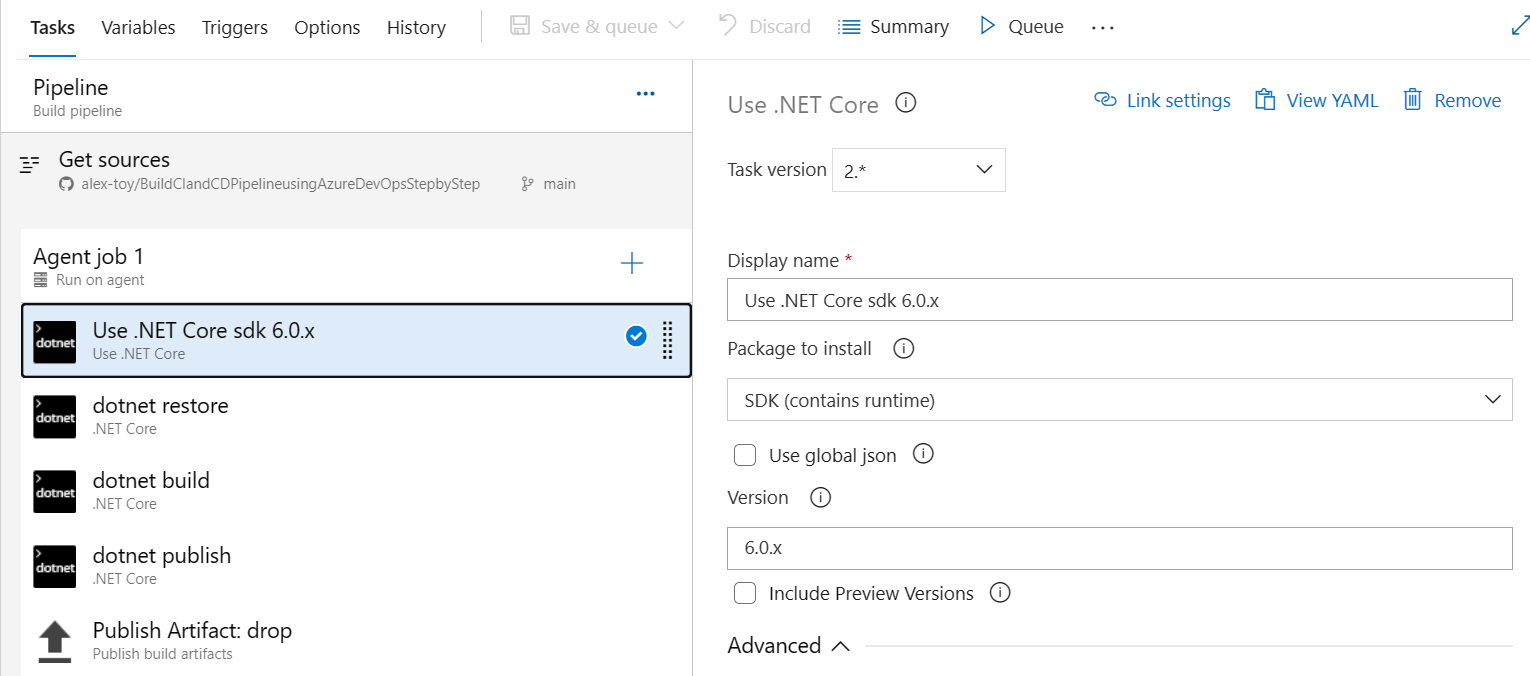 Tasks Variables Triggers Options History Save & queue Discard Summary Queue ...
Pipeline
Build pipeline
Get sources
alex-toy/BuildCIandCDPipelineusingAzureDevOpsStepbyStep main
Agent job 1
Run on agent
dotnet
Use .NET Core sdk 6.0.x
Use .NET Core
dotnet
dotnet restore
.NET Core
dotnet
dotnet build
.NET Core
dotnet
dotnet publish
.NET Core
Publish Artifact: drop
Publish build artifacts
Use .NET Core Link settings View YAML Remove
Task version 2.*
Display name *
Use .NET Core sdk 6.0.x
Package to install
SDK (contains runtime)
Use global json
Version
6.0.x
Include Preview Versions
Advanced